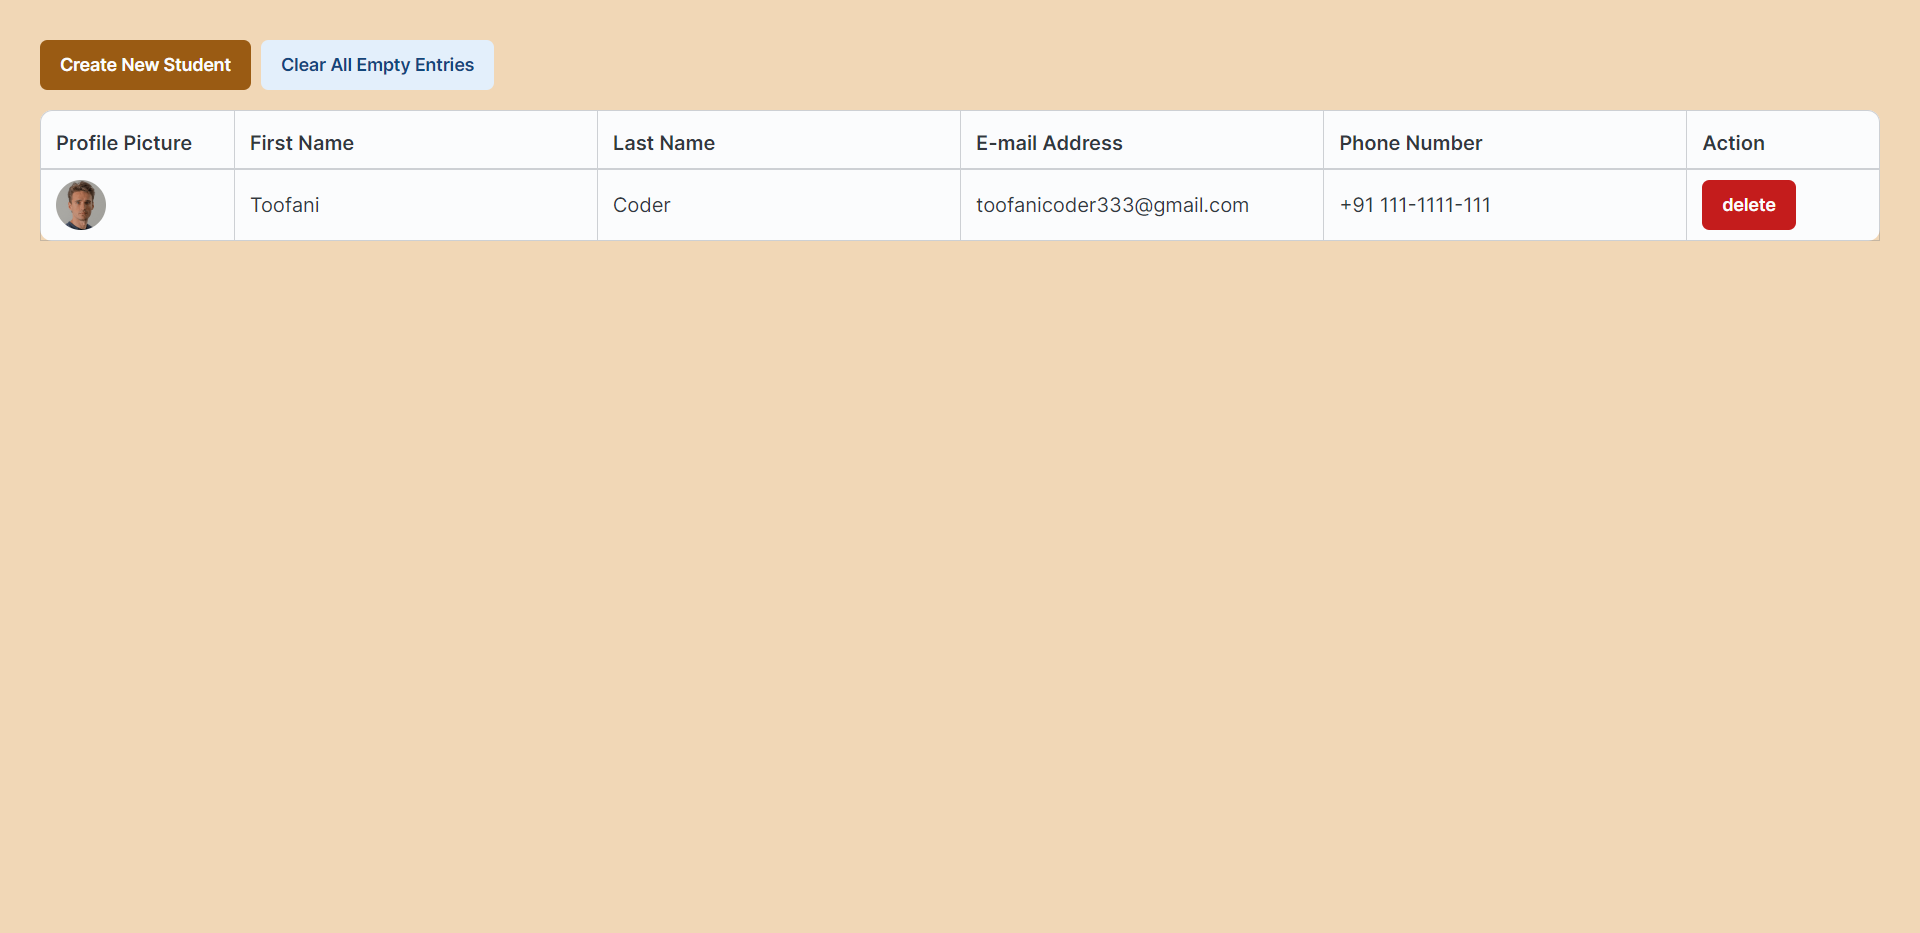 Create New Student Clear All Empty Entries
Profile Picture First Name Last Name E-mail Address Phone Number Action
Toofani Coder toofanicoder333@gmail.com +91 111-1111-111 delete